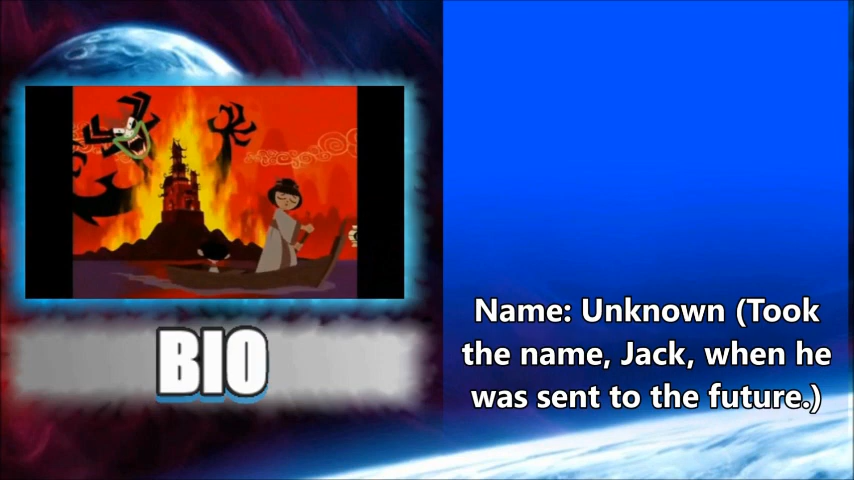 BIO
Name: Unknown (Took
the name, Jack, when he
was sent to the future.)